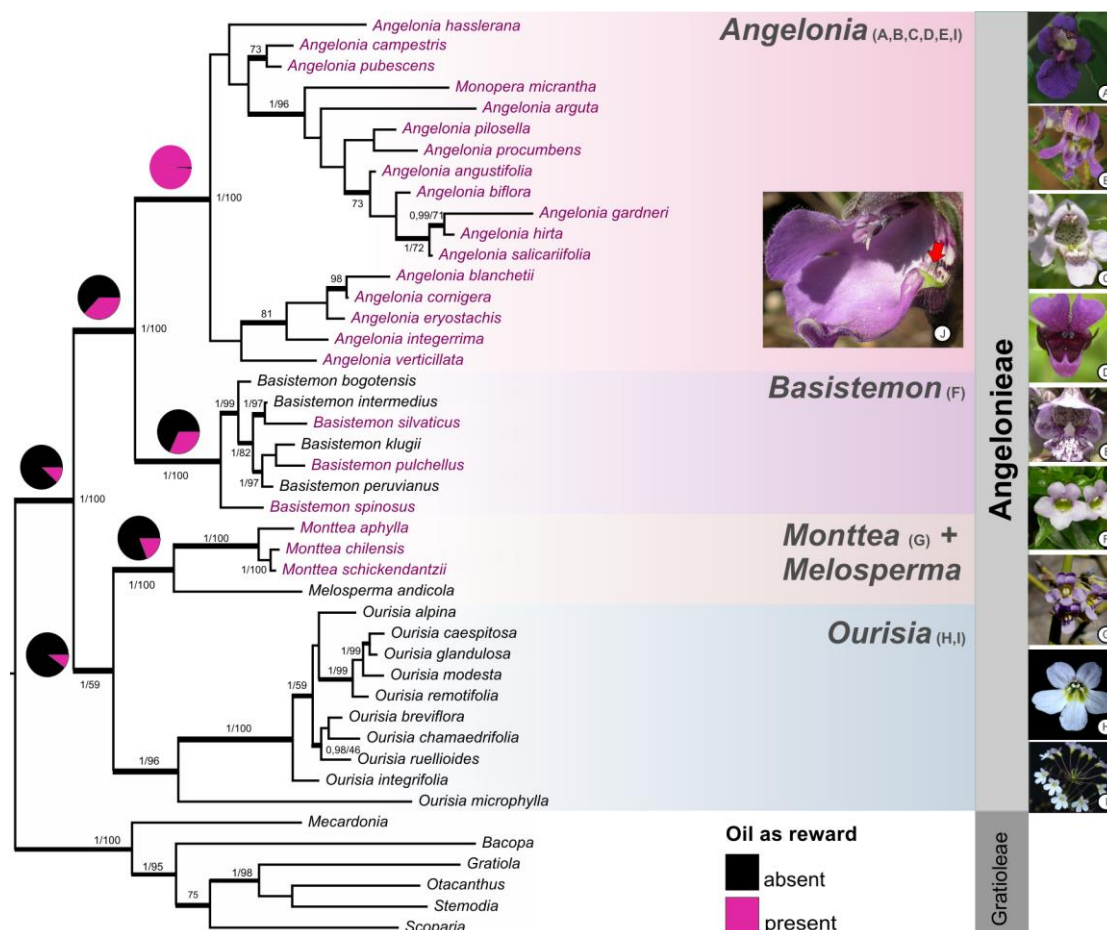 Angelonia hasslerana
Angelonia (A,B,C,D,E,I)
73
Angelonia campestris
Angelonia pubescens
1/96
Monopera micrantha
Angelonia arguta
Angelonia pilosella
Angelonia procumbens
1/100
Angelonia angustifolia
73
Angelonia biflora
0,99/71
Angelonia gardneri
Angelonia hirta
1/72
Angelonia salicariifolia
98
Angelonia blanchetii
Angelonia cornigera
81
Angelonia eryostachis
1/100
Angelonia integerrima
Angelonia verticillata
J
Basistemon bogotensis
Basistemon (F)
1/99
1/97
Basistemon intermedius
Basistemon silvaticus
1/82
Basistemon klugii
1/100
Basistemon pulchellus
1/97
Basistemon peruvianus
1/100
Basistemon spinosus
Monttea aphylla
Monttea (G) +
Melosperma
1/100
Monttea chilensis
1/100
Monttea schickendantzii
1/100
Melosperma andicola
Ourisia alpina
Ourisia (H,I)
Ourisia caespitosa
1/99
Ourisia glandulosa
1/99
Ourisia modesta
1/59
1/59
Ourisia remotifolia
Ourisia breviflora
1/100
Ourisia chamaedrifolia
0,98/46
Ourisia ruellioides
1/96
Ourisia integrifolia
Ourisia microphylla
Mecardonia
1/100
Bacopa
1/95
1/98
Gratiola
75
Otacanthus
Stemodia
Scoparia
Oil as reward
absent
present
Angelonieae
Gratioleae
A
B
C
D
E
F
G
H
I